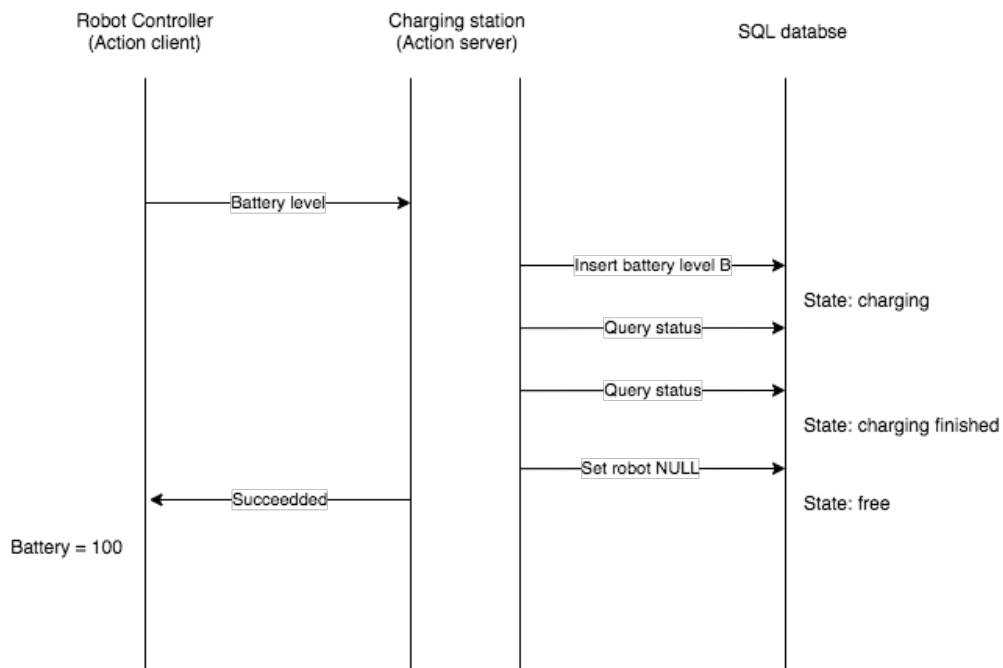 Robot Controller
(Action client)
Charging station
(Action server)
SQL databse
Battery level
Insert battery level B
State: charging
Query status
Query status
State: charging finished
Set robot NULL
Succeedded
State: free
Battery = 100